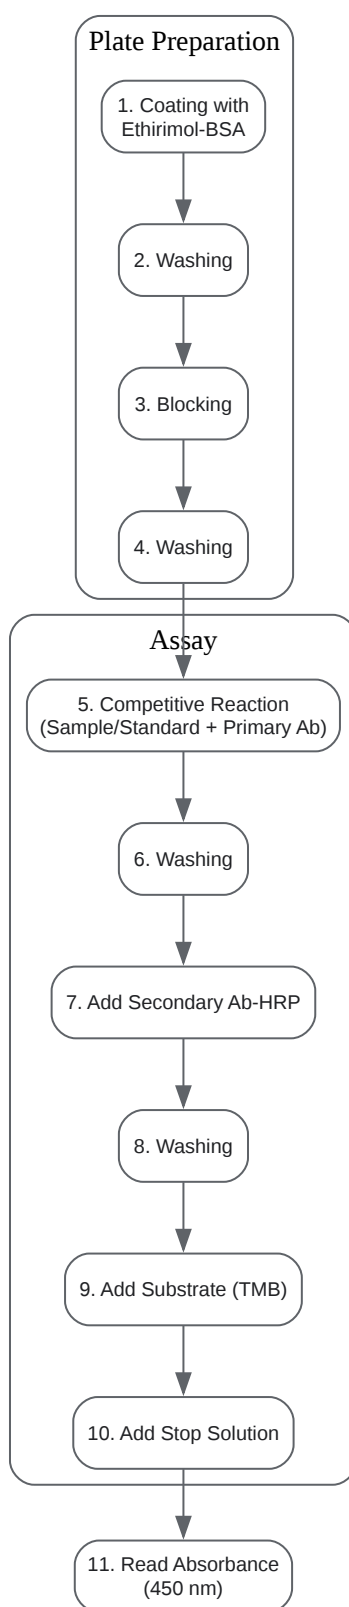 Plate Preparation
1. Coating with
Ethirimol-BSA
2. Washing
3. Blocking
4. Washing
Assay
5. Competitive Reaction
(Sample/Standard + Primary Ab)
6. Washing
7. Add Secondary Ab-HRP
8. Washing
9. Add Substrate (TMB)
10. Add Stop Solution
11. Read Absorbance
(450 nm)